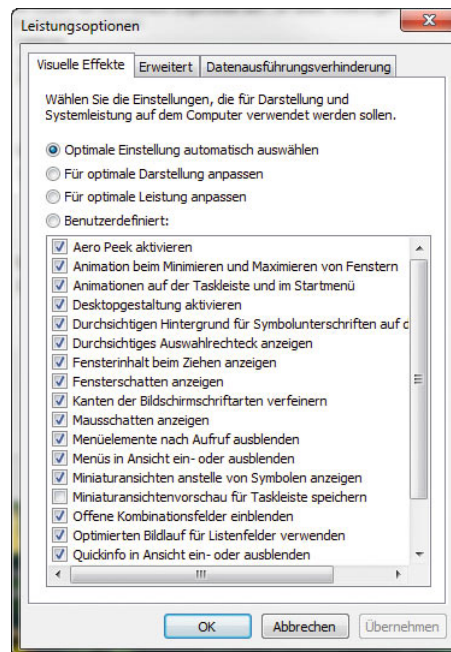 Leistungsoptionen
Visuelle Effekte
Erweitert
Datenausführungsverhinderung
Wählen Sie die Einstellungen, die für Darstellung und
Systemleistung auf dem Computer verwendet werden sollen.
Optimale Einstellung automatisch auswählen
Für optimale Darstellung anpassen
Für optimale Leistung anpassen
Benutzerdefiniert:
Aero Peek aktivieren
Animation beim Minimieren und Maximieren von Fenstern
Animationen auf der Taskleiste und im Startmenü
Desktopgestaltung aktivieren
Durchsichtigen Hintergrund für Symbolunterschriften auf d
Durchsichtiges Auswahlrechteck anzeigen
Fensterinhalt beim Ziehen anzeigen
Fensterschatten anzeigen
Kanten der Bildschirmschriftarten verfeinern
Mausschatten anzeigen
Menüelemente nach Aufruf ausblenden
Menüs in Ansicht ein- oder ausblenden
Miniaturansichten anstelle von Symbolen anzeigen
Miniaturansichtenvorschau für Taskleiste speichern
Offene Kombinationsfelder einblenden
Optimierten Bildlauf für Listenfelder verwenden
Quickinfo in Ansicht ein- oder ausblenden
OK
Abbrechen
Übernehmen